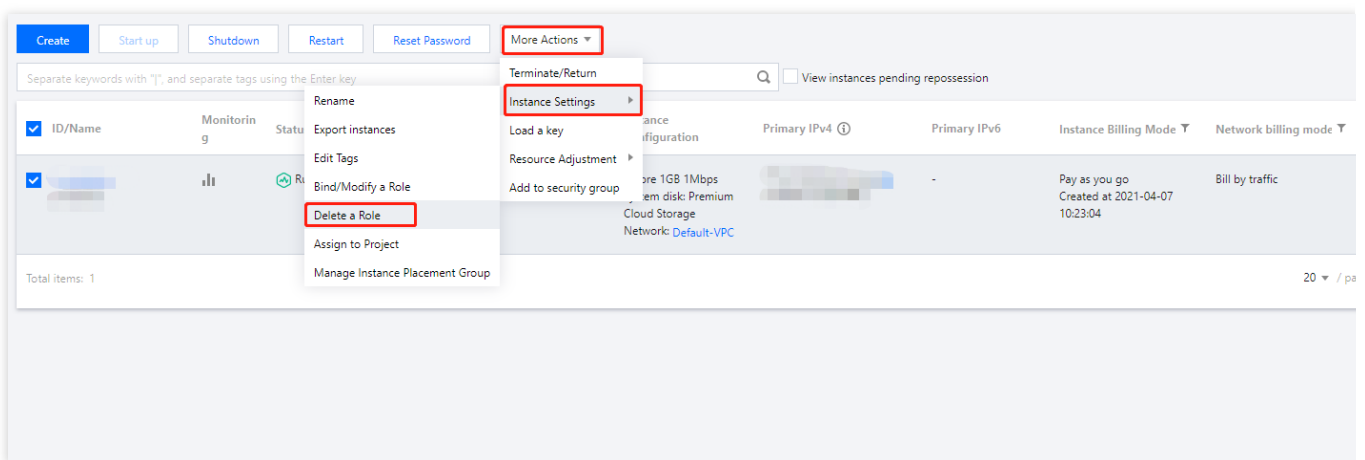 Create
Start up
Shutdown
Restart
Reset Password
More Actions
Separate keywords with "|", and separate tags using the Enter key
View instances pending repossession
Terminate/Return
Instance Settings
Load a key
Resource Adjustment
Add to security group
Rename
Export instances
Edit Tags
Bind/Modify a Role
Delete a Role
Assign to Project
Manage Instance Placement Group
ID/Name
Monitorin
g
Primary IPv4
Primary IPv6
Instance Billing Mode
Network billing mode
1GB 1Mbps
disk: Premium
Cloud Storage
Network: Default-VPC
-
Pay as you go
Created at 2021-04-07
10:23:04
Bill by traffic
Total items: 1
20 /